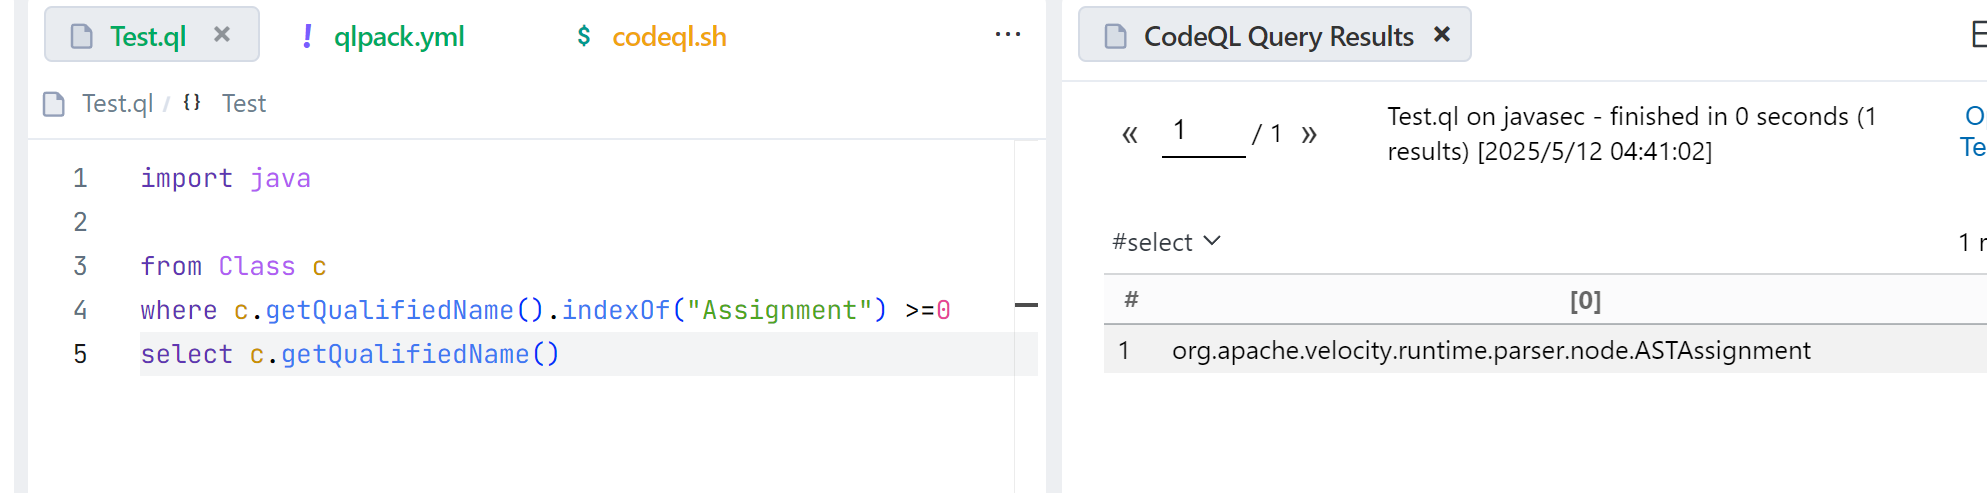 Test.ql × ! qlpack.yml $ codeql.sh ...
Test.ql / {} Test
1 import java
2
3 from Class c
4 where c.getQualifiedName().indexOf("Assignment") >=0
5 select c.getQualifiedName()
CodeQL Query Results ×
« 1 / 1 »
Test.ql on javasec - finished in 0 seconds (1
results) [2025/5/12 04:41:02]
#select
# [0]
1 org.apache.velocity.runtime.parser.node.ASTAssignment